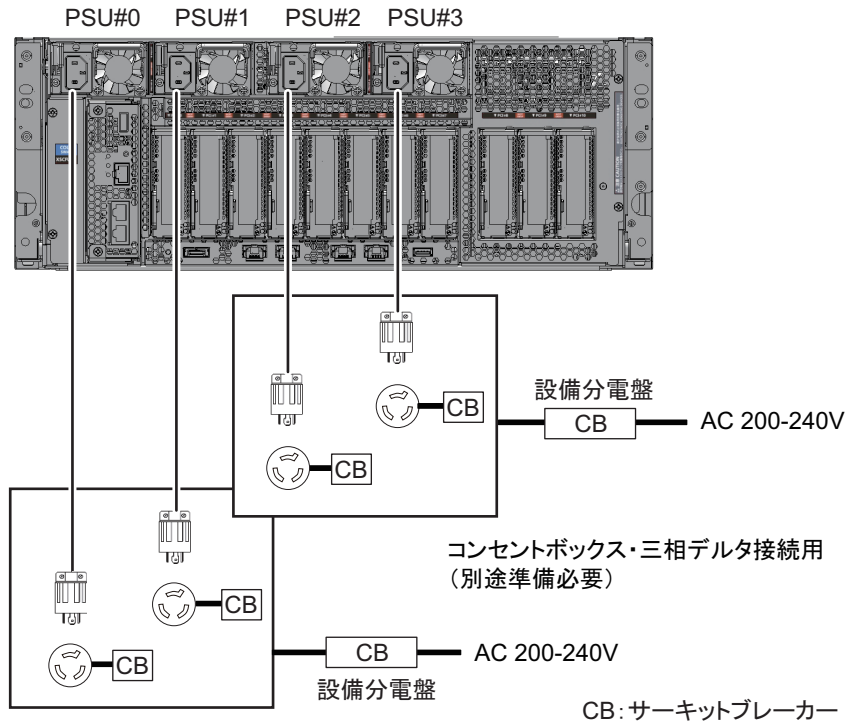 PSU#0 PSU#1 PSU#2 PSU#3
CB
設備分電盤
CB
AC 200-240V
CB
コンセントボックス・三相デルタ接続用
（別途準備必要）
CB
CB
AC 200-240V
CB
設備分電盤
CB：サーキットブレーカー